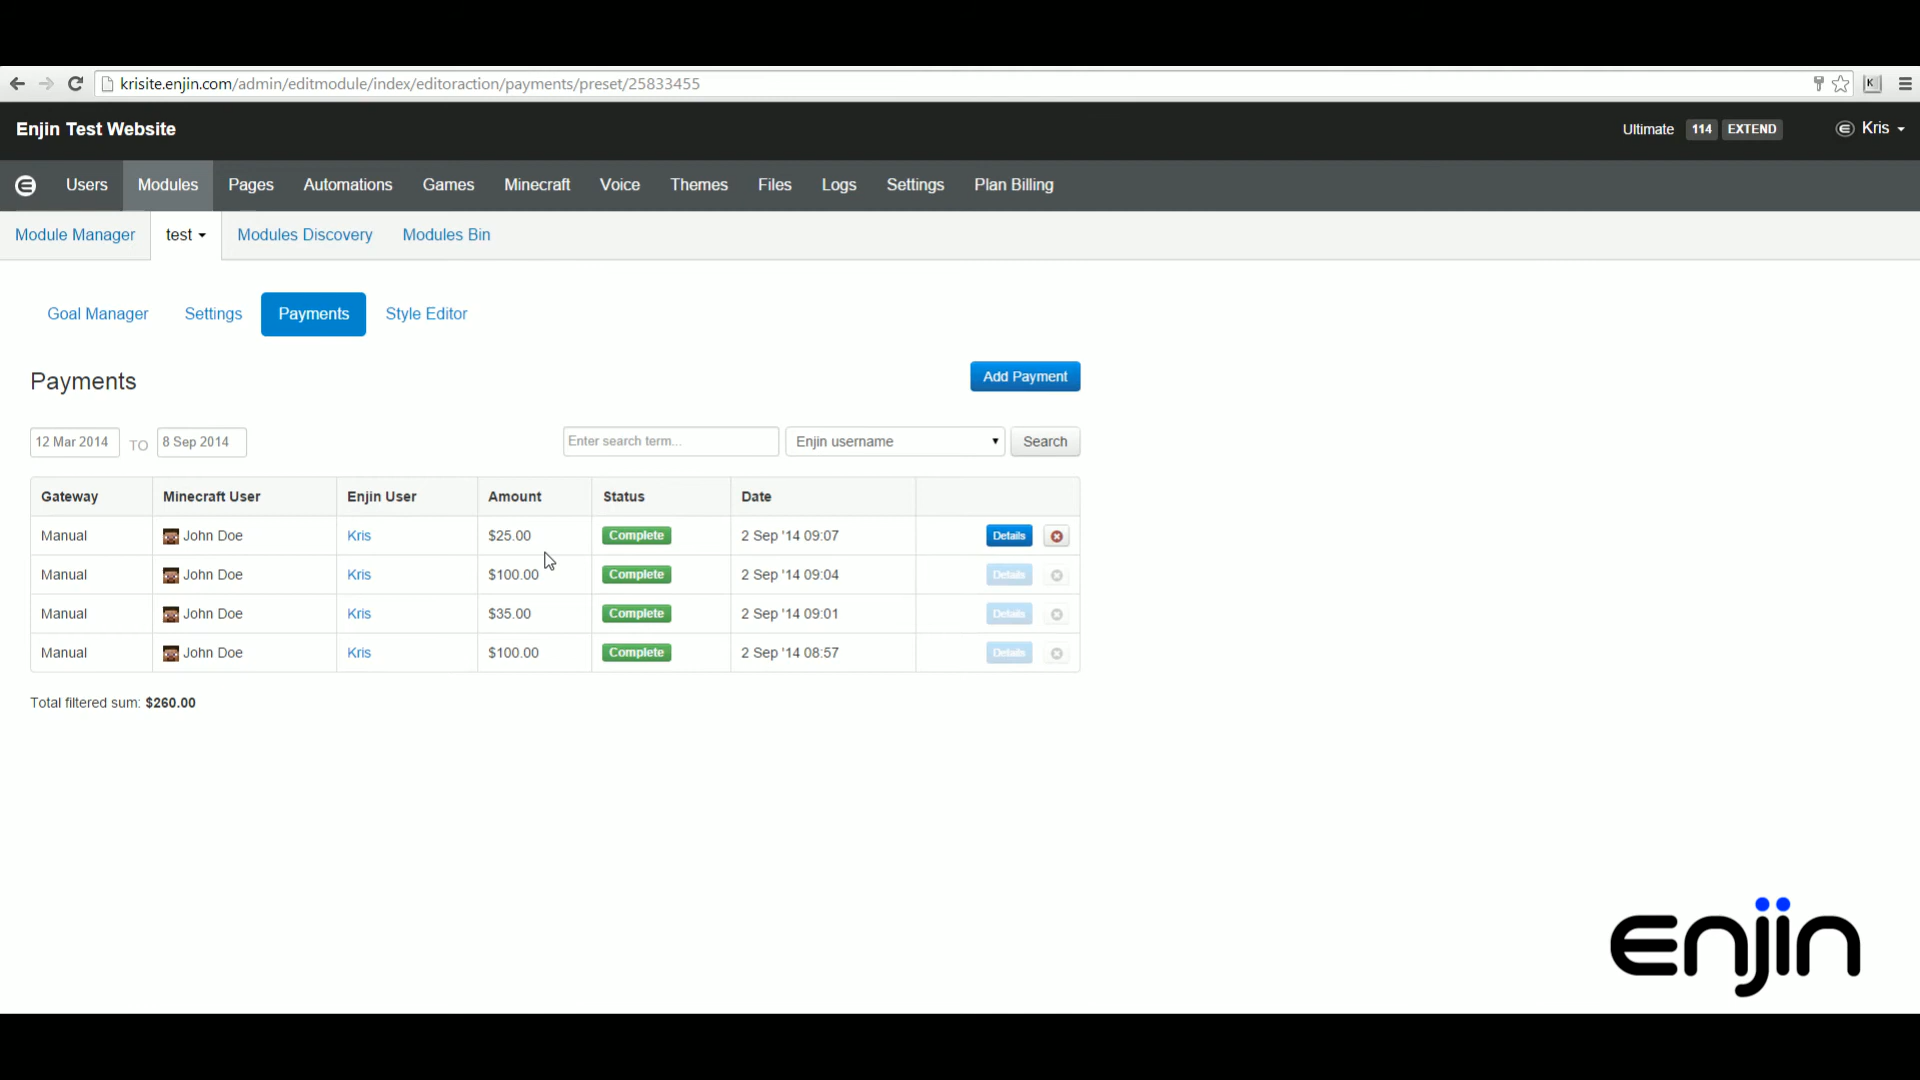 krisite.enjin.com/admin/editmodule/index/editoraction/payments/preset/25833455
Enjin Test Website Ultimate 114 EXTEND Kris
Users Modules Pages Automations Games Minecraft Voice Themes Files Logs Settings Plan Billing
Module Manager test Modules Discovery Modules Bin
Goal Manager Settings Payments Style Editor
Payments Add Payment
12 Mar 2014 TO 8 Sep 2014 Enter search term... Enjin username Search
Gateway Minecraft User Enjin User Amount Status Date
Manual John Doe Kris $25.00 Complete 2 Sep '14 09:07 Details
Manual John Doe Kris $100.00 Complete 2 Sep '14 09:04 Details
Manual John Doe Kris $35.00 Complete 2 Sep '14 09:01 Details
Manual John Doe Kris $100.00 Complete 2 Sep '14 08:57 Details
Total filtered sum: $260.00
enjin